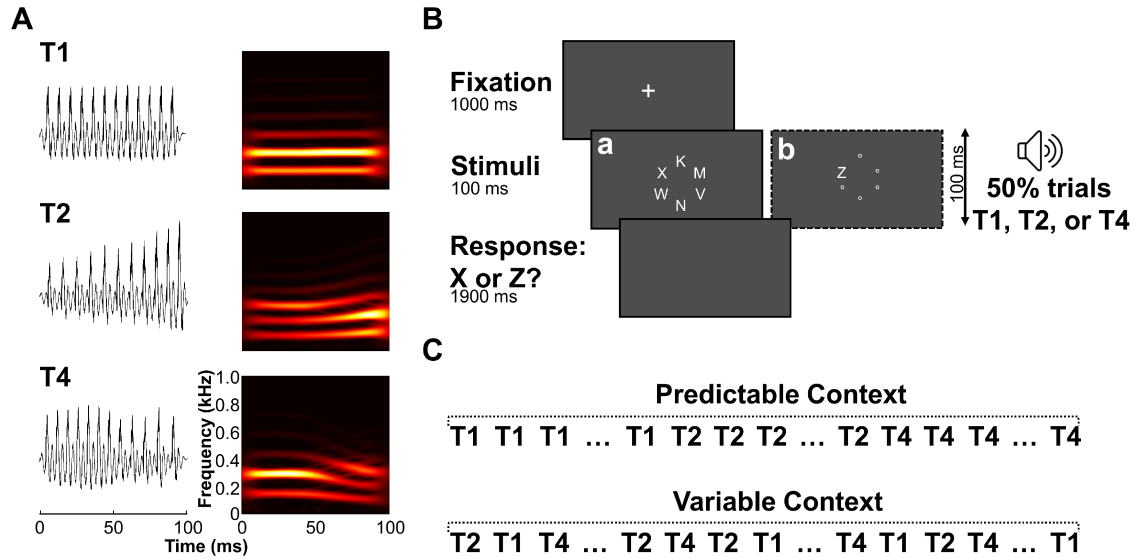 A
T1
T2
T4
1.0
0.8
0.6
0.4
0.2
0
Frequency (kHz)
0 50 100
0 50 100
Time (ms)
B
Fixation
1000 ms
+
Stimuli
100 ms
a
K
X M
W V
N
b
Z
100 ms
50% trials
T1, T2, or T4
Response:
X or Z?
1900 ms
C
Predictable Context
T1 T1 T1 ... T1 T2 T2 T2 ... T2 T4 T4 T4 ... T4
Variable Context
T2 T1 T4 ... T2 T4 T2 T1 ... T4 T1 T2 T4 ... T1